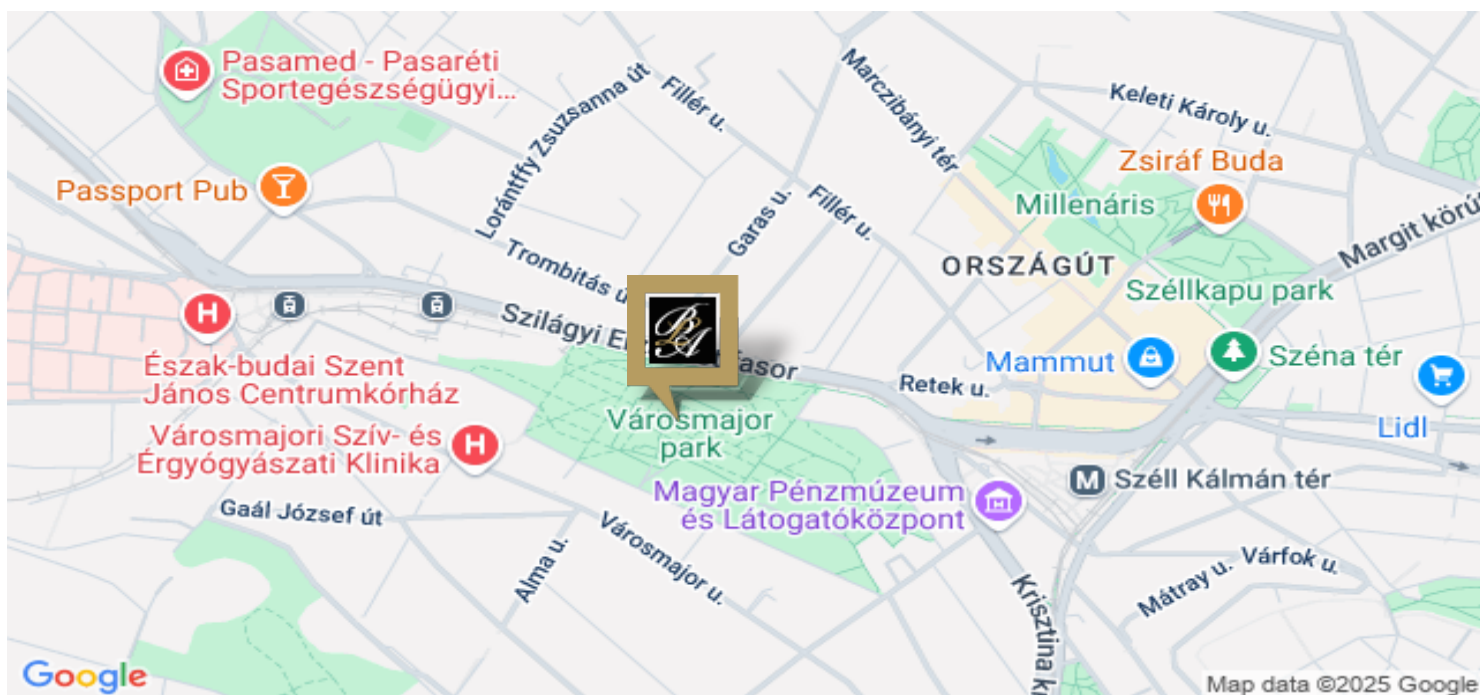 Pasamed - Pasaréti
Sportegészségügyi...
Passport Pub
Lorántffy Zsuzsanna út
Fillér u.
Marczibányi tér
Keleti Károly u.
Zsiráf Buda
Millenáris
Margit körú
Garas u.
Fillér u.
Trombitás ú
ORSZÁGÚT
Széllkapu park
Szilágyi E
fasor
Mammut
Széna tér
Retek u.
Lidl
Észak-budai Szent
János Centrumkórház
Városmajori Szív- és
Érgyógyászati Klinika
Városmajor
park
Széll Kálmán tér
Magyar Pénzmúzeum
és Látogatóközpont
Gaál József út
Alma u.
Városmajor u.
Krisztina k
Mátray u.
Várfok u.
Google
Map data ©2025 Google